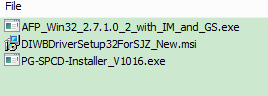 File
AFP_Win32_2.7.1.0_2_with_IM_and_GS.exe
DIWBDriverSetup32ForSJZ_New.msi
PG-SPCD-Installer_V1016.exe